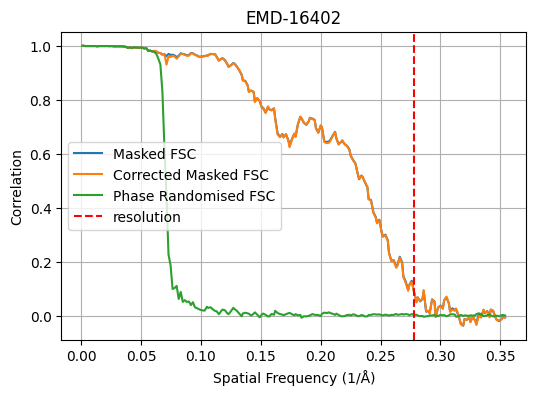 EMD-16402
1.0
0.8
0.6
0.4
0.2
0.0
Correlation
Masked FSC
Corrected Masked FSC
Phase Randomised FSC
resolution
0.00 0.05 0.10 0.15 0.20 0.25 0.30 0.35
Spatial Frequency (1/Å)